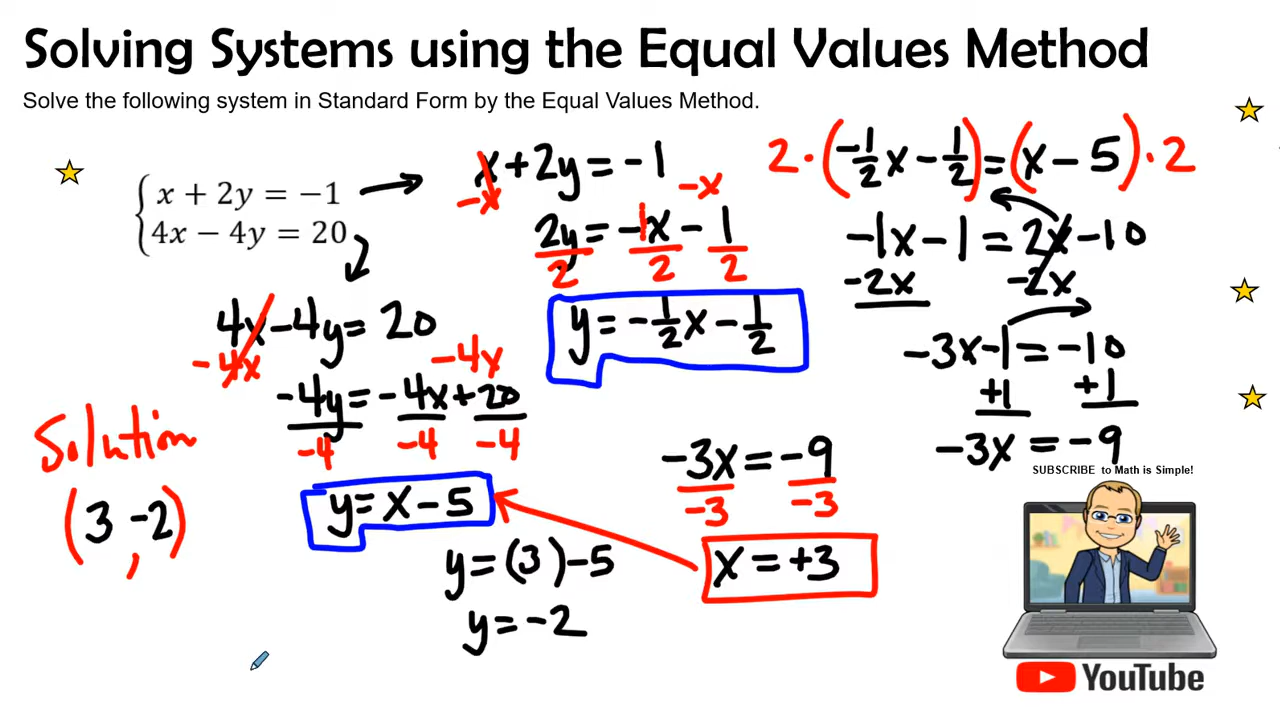 Solving Systems using the Equal Values Method
Solve the following system in Standard Form by the Equal Values Method.
x + 2y = −1
4x − 4y = 20
x + 2y = -1
-x -x
2y = -1x - 1
2 2 2
y = -1/2x - 1/2
4x - 4y = 20
-4x -4x
-4y = -4x + 20
-4 -4 -4
y = x - 5
2 · (-1/2x - 1/2) = (x - 5) · 2
-1x - 1 = 2x - 10
-2x -2x
-3x - 1 = -10
+1 +1
-3x = -9
-3x = -9
-3 -3
x = +3
y = (3) - 5
y = -2
Solution
(3, -2)
SUBSCRIBE to Math is Simple!
YouTube